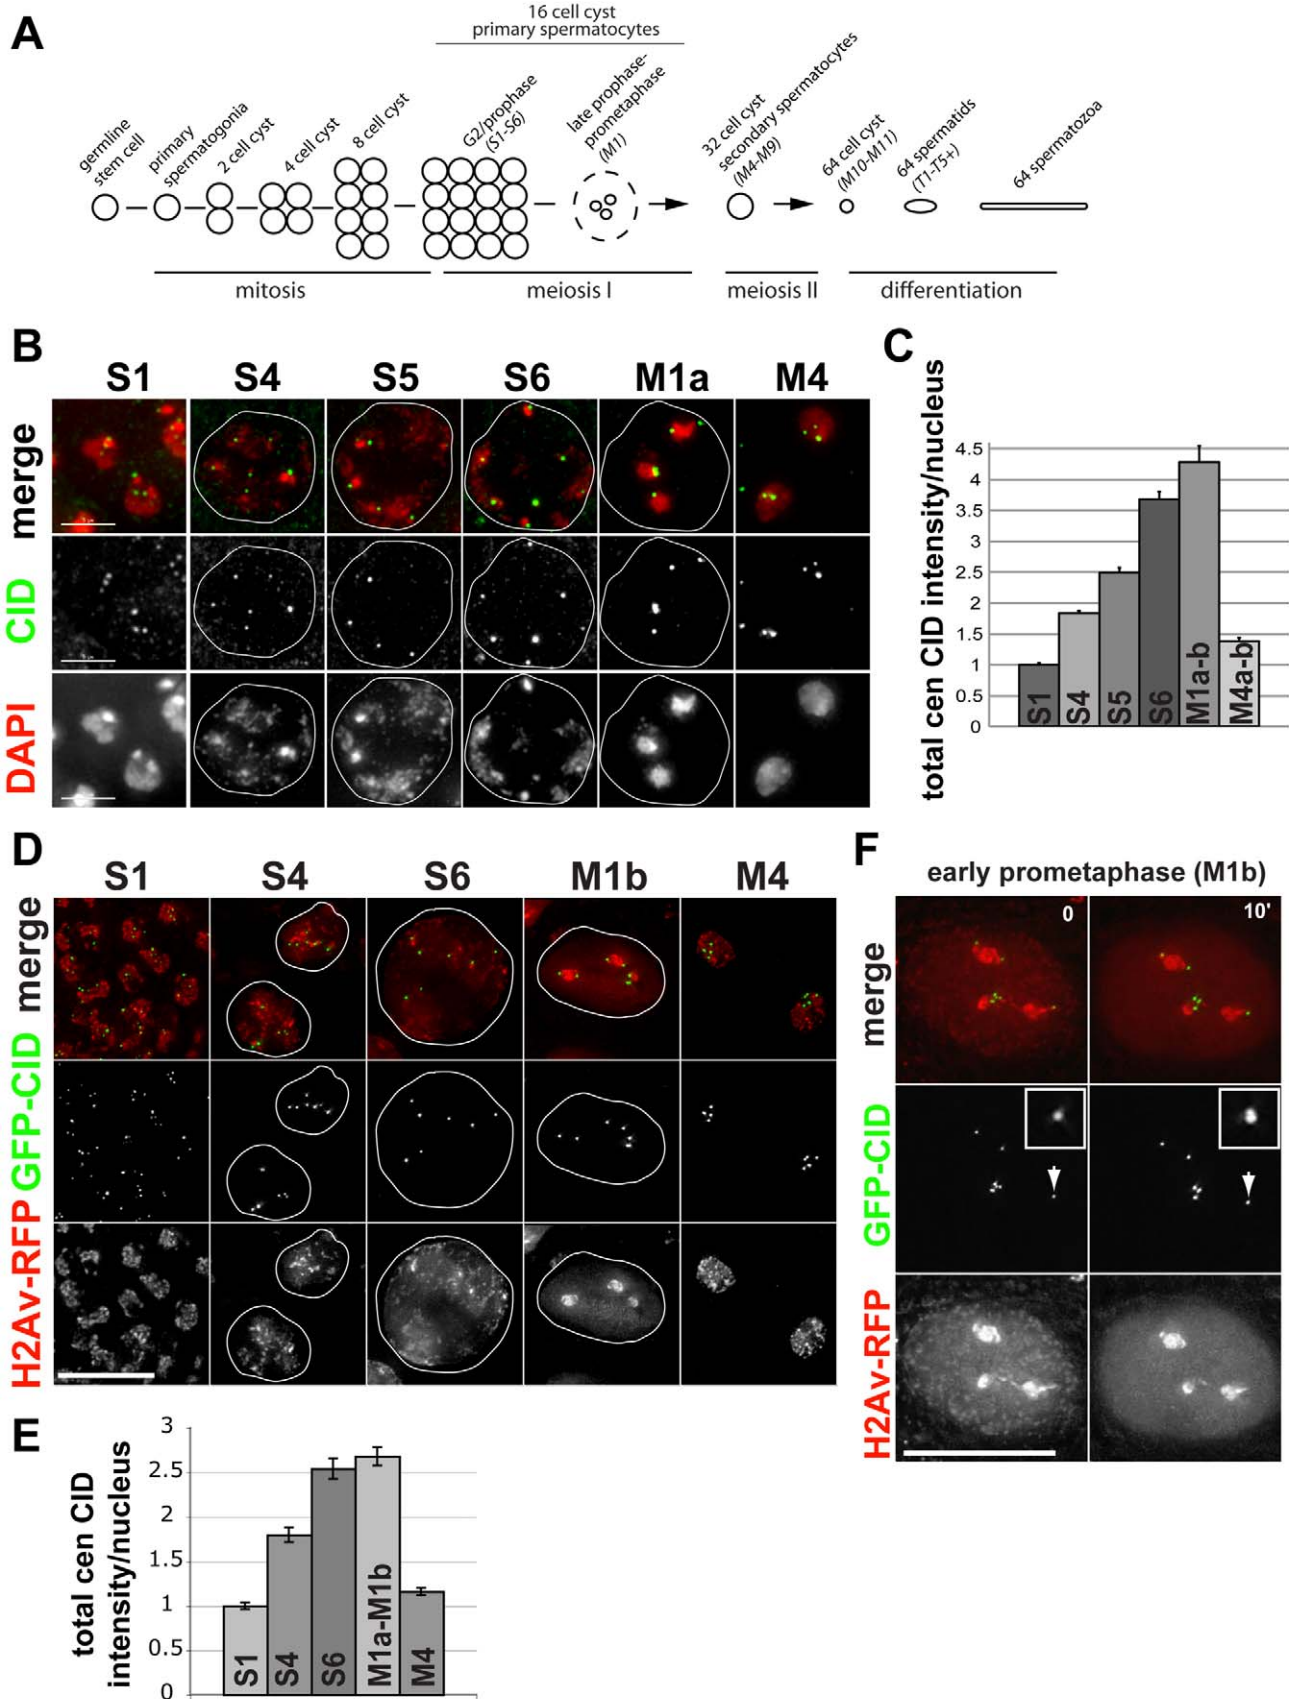 A
16 cell cyst
primary spermatocytes
germline
stem cell
primary
spermatogonia
2 cell cyst
4 cell cyst
8 cell cyst
G2/prophase
(S1-S6)
late prophase-
prometaphase
(M1)
32 cell cyst
secondary spermatocytes
(M4-M9)
64 cell cyst
(M10-M11)
64 spermatids
(T1-T5+)
64 spermatozoa
mitosis
meiosis I
meiosis II
differentiation
B
S1 S4 S5 S6 M1a M4
merge
CID
DAPI
C
total cen CID intensity/nucleus
4.5
4
3.5
3
2.5
2
1.5
1
0.5
0
S1 S4 S5 S6 M1a-b M4a-b
D
S1 S4 S6 M1b M4
merge
GFP-CID
H2Av-RFP
E
total cen CID
intensity/nucleus
3
2.5
2
1.5
1
0.5
0
S1 S4 S6 M1a-M1b M4
F
early prometaphase (M1b)
0 10'
merge
GFP-CID
H2Av-RFP